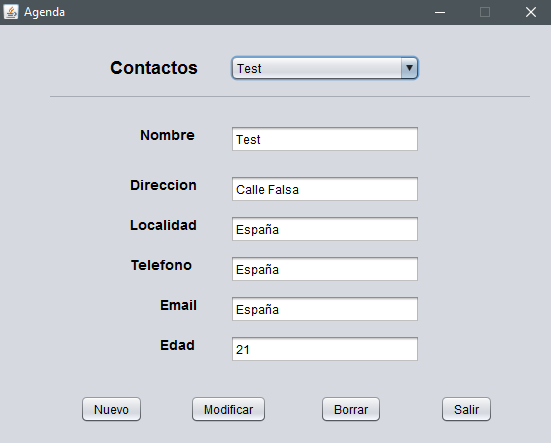 Agenda
Contactos Test
Nombre Test
Direccion Calle Falsa
Localidad España
Telefono España
Email España
Edad 21
Nuevo Modificar Borrar Salir